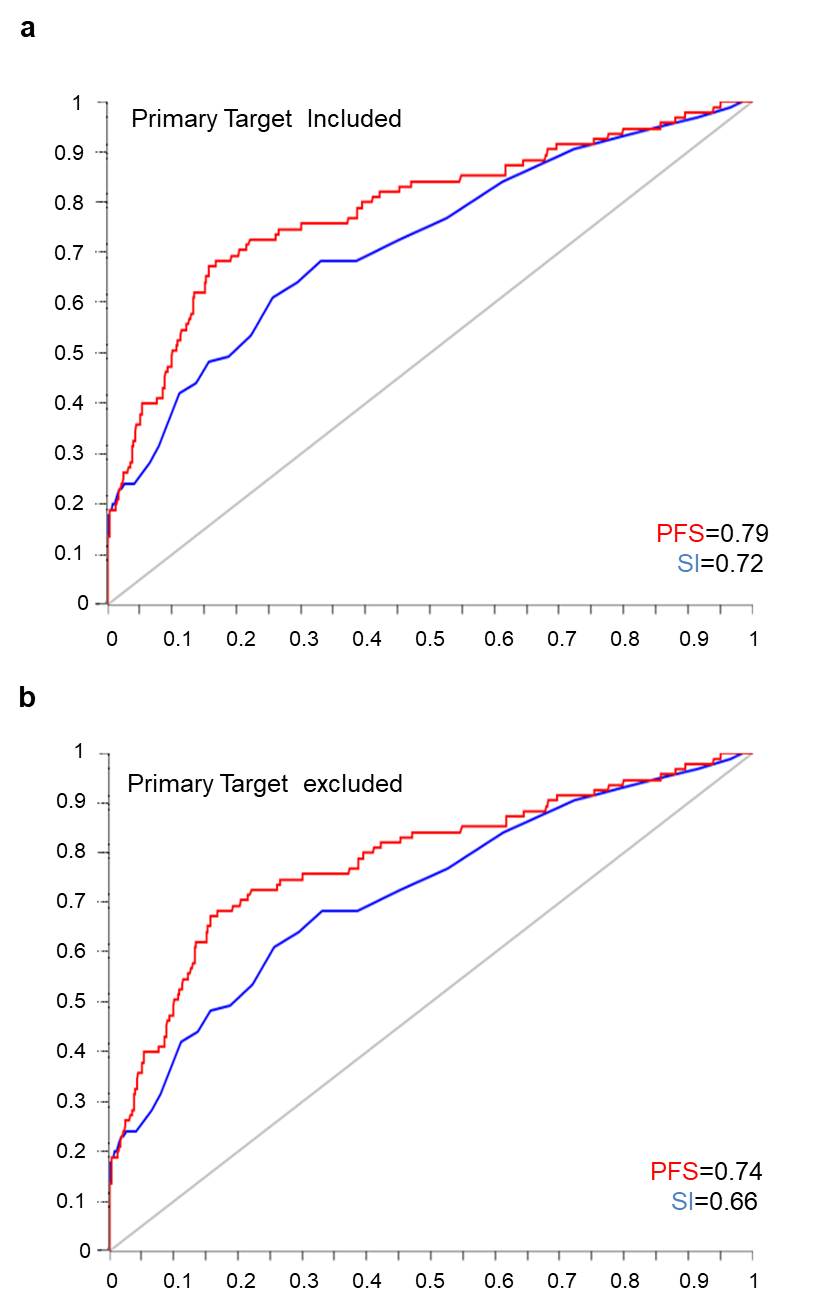 a
Primary Target Included
1
0.9
0.8
0.7
0.6
0.5
0.4
0.3
0.2
0.1
0
PFS=0.79
SI=0.72
0 0.1 0.2 0.3 0.4 0.5 0.6 0.7 0.8 0.9 1
b
Primary Target excluded
1
0.9
0.8
0.7
0.6
0.5
0.4
0.3
0.2
0.1
0
PFS=0.74
SI=0.66
0 0.1 0.2 0.3 0.4 0.5 0.6 0.7 0.8 0.9 1